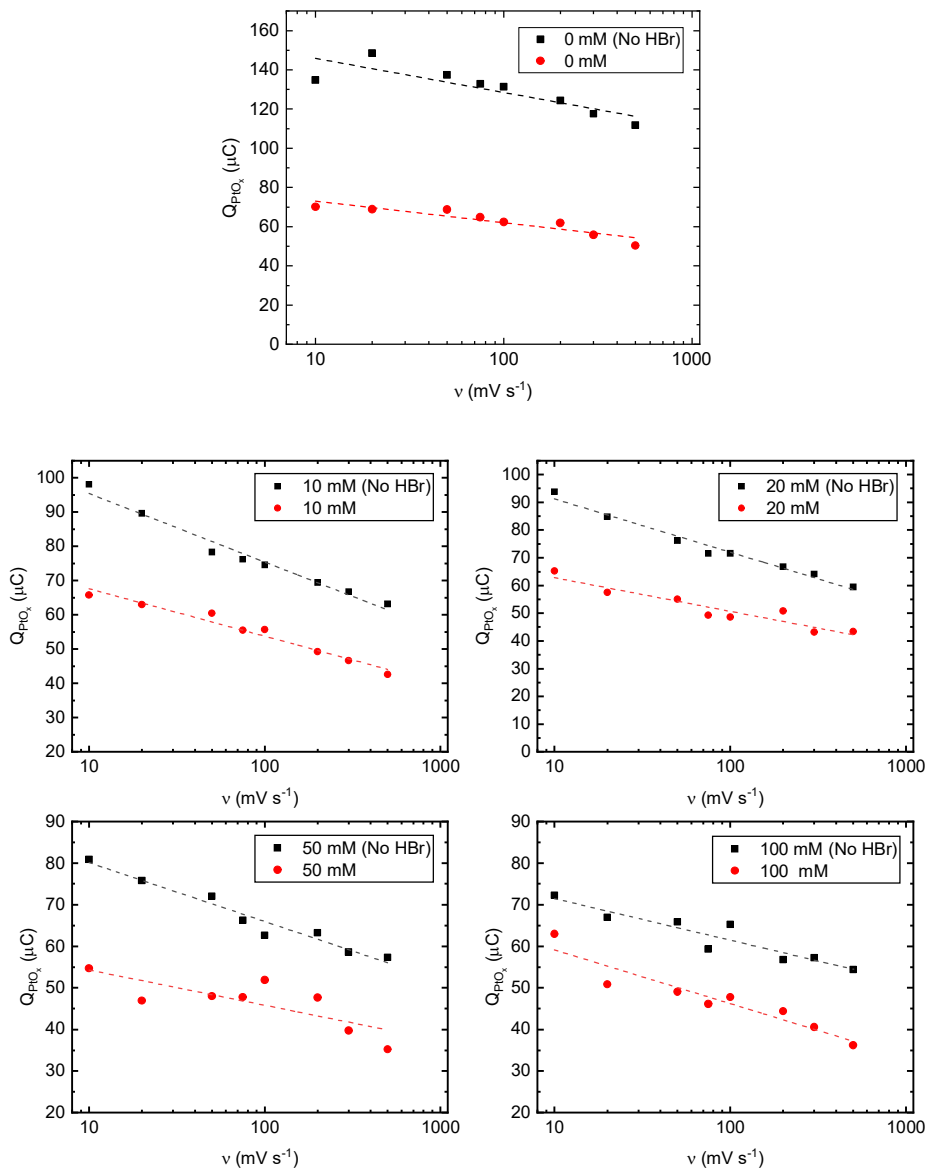 160
140
120
100
80
60
40
20
0
Q_PtOx (μC)
0 mM (No HBr)
0 mM
10 100 1000
ν (mV s⁻¹)
100
90
80
70
60
50
40
30
20
Q_PtOx (μC)
10 mM (No HBr)
10 mM
10 100 1000
ν (mV s⁻¹)
100
90
80
70
60
50
40
30
20
10
0
Q_PtOx (μC)
20 mM (No HBr)
20 mM
10 100 1000
ν (mV s⁻¹)
90
80
70
60
50
40
30
20
Q_PtOx (μC)
50 mM (No HBr)
50 mM
10 100 1000
ν (mV s⁻¹)
90
80
70
60
50
40
30
20
Q_PtOx (μC)
100 mM (No HBr)
100 mM
10 100 1000
ν (mV s⁻¹)